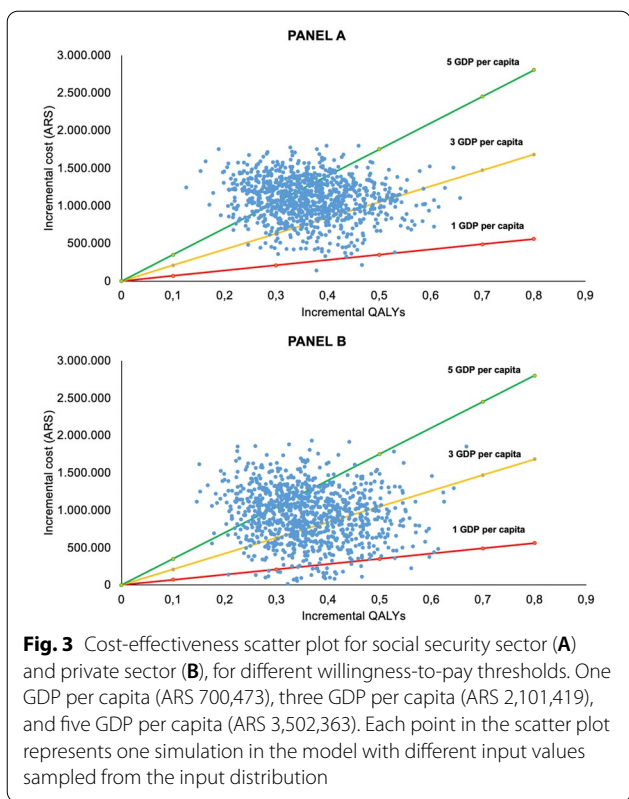 PANEL A
3.000.000
2.500.000
2.000.000
1.500.000
1.000.000
500.000
0
Incremental cost (ARS)
5 GDP per capita
3 GDP per capita
1 GDP per capita
0 0,1 0,2 0,3 0,4 0,5 0,6 0,7 0,8 0,9
Incremental QALYs
PANEL B
3.000.000
2.500.000
2.000.000
1.500.000
1.000.000
500.000
0
Incremental cost (ARS)
5 GDP per capita
3 GDP per capita
1 GDP per capita
0 0,1 0,2 0,3 0,4 0,5 0,6 0,7 0,8 0,9
Incremental QALYs
Fig. 3 Cost-effectiveness scatter plot for social security sector (A)
and private sector (B), for different willingness-to-pay thresholds. One
GDP per capita (ARS 700,473), three GDP per capita (ARS 2,101,419),
and five GDP per capita (ARS 3,502,363). Each point in the scatter plot
represents one simulation in the model with different input values
sampled from the input distribution